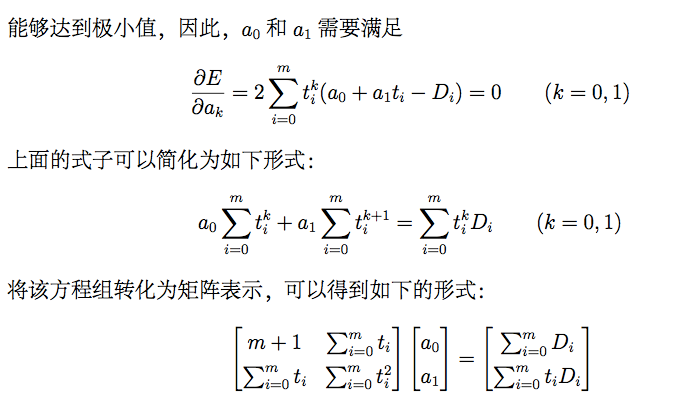 能够达到极小值，因此，$a_0$ 和 $a_1$ 需要满足
$$\frac{\partial E}{\partial a_k} = 2\sum_{i=0}^{m} t_i^k (a_0 + a_1 t_i - D_i) = 0 \qquad (k = 0, 1)$$
上面的式子可以简化为如下形式：
$$a_0 \sum_{i=0}^{m} t_i^k + a_1 \sum_{i=0}^{m} t_i^{k+1} = \sum_{i=0}^{m} t_i^k D_i \qquad (k = 0, 1)$$
将该方程组转化为矩阵表示，可以得到如下的形式：
$$\begin{bmatrix} m+1 & \sum_{i=0}^{m} t_i \\ \sum_{i=0}^{m} t_i & \sum_{i=0}^{m} t_i^2 \end{bmatrix} \begin{bmatrix} a_0 \\ a_1 \end{bmatrix} = \begin{bmatrix} \sum_{i=0}^{m} D_i \\ \sum_{i=0}^{m} t_i D_i \end{bmatrix}$$